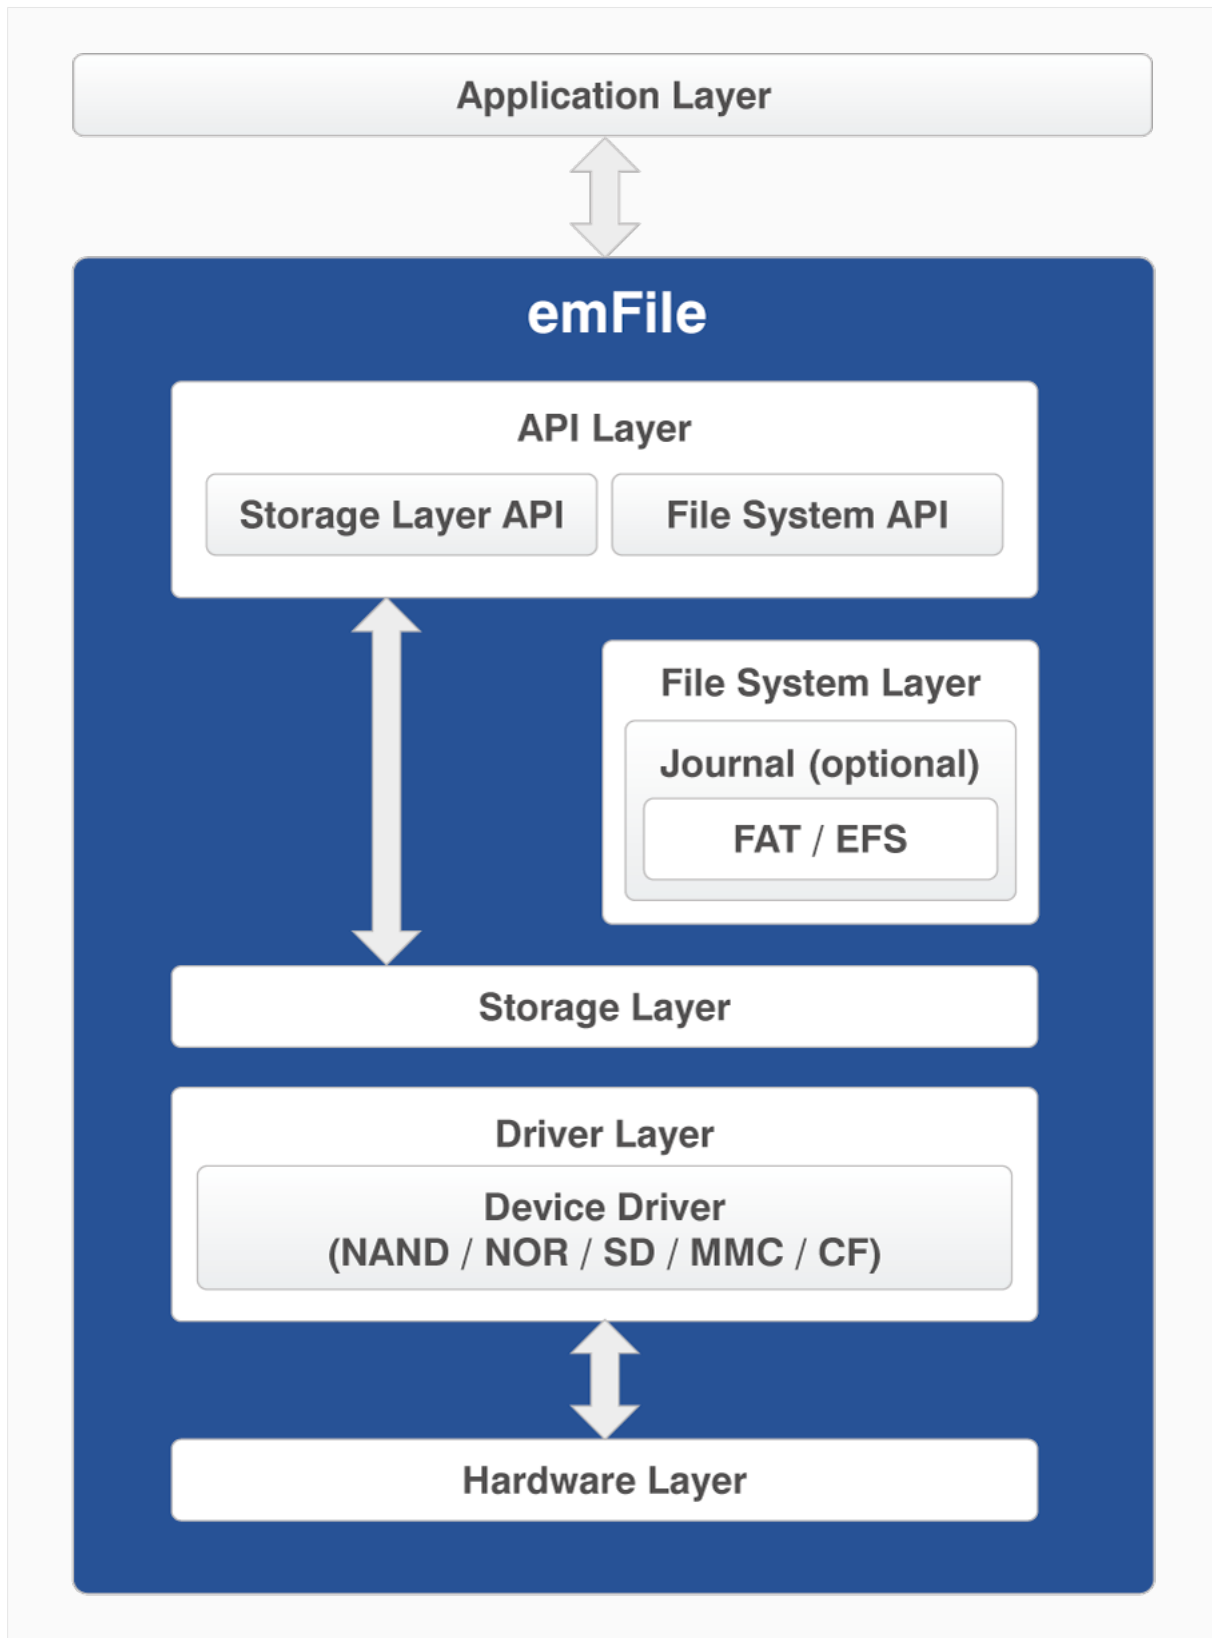 Application Layer
emFile
API Layer
Storage Layer API
File System API
File System Layer
Journal (optional)
FAT / EFS
Storage Layer
Driver Layer
Device Driver
(NAND / NOR / SD / MMC / CF)
Hardware Layer